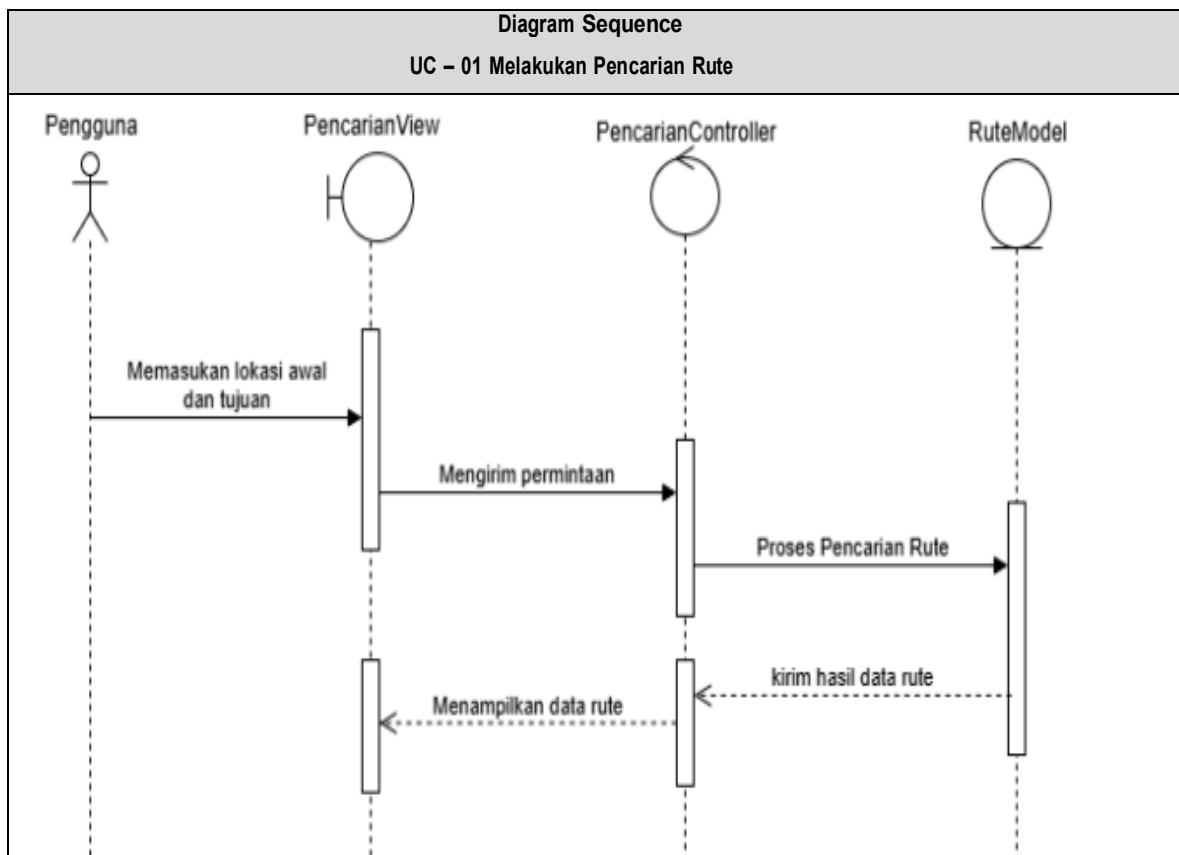 Diagram Sequence
UC – 01 Melakukan Pencarian Rute
Pengguna
PencarianView
PencarianController
RuteModel
Memasukan lokasi awal
dan tujuan
Mengirim permintaan
Proses Pencarian Rute
kirim hasil data rute
Menampilkan data rute